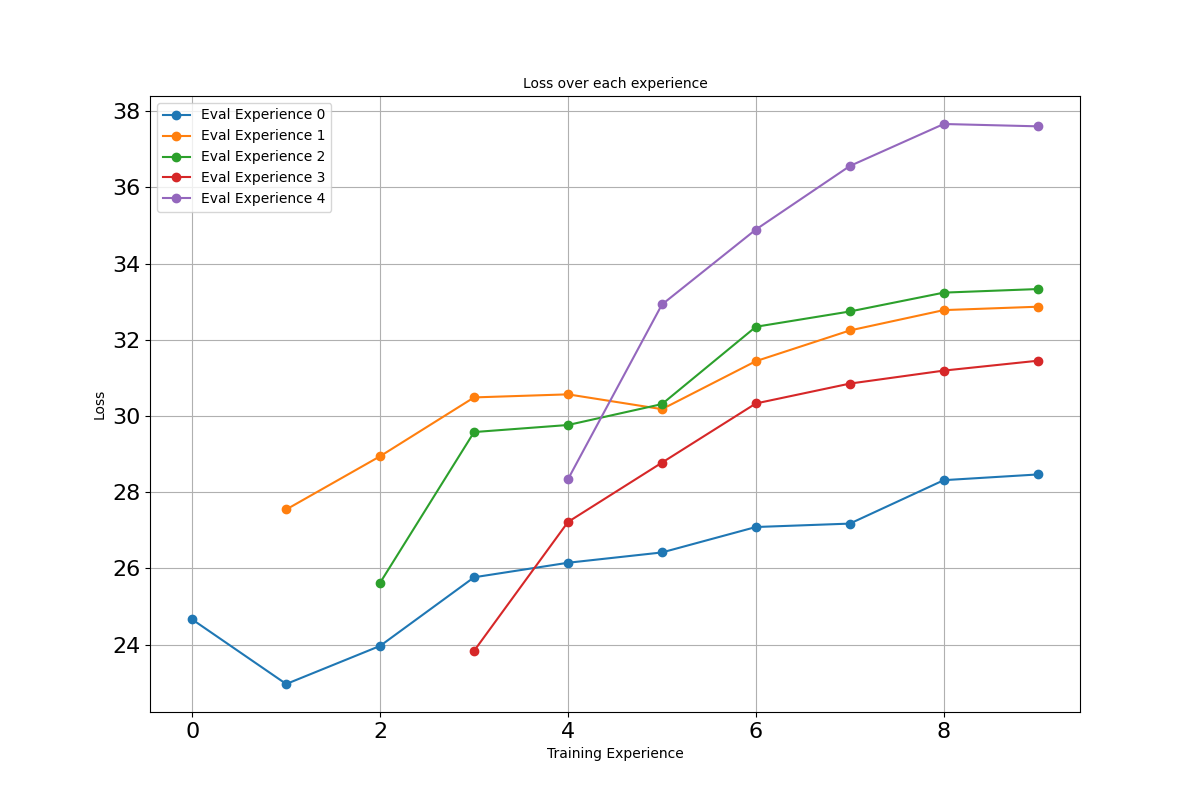 Loss over each experience
Eval Experience 0
Eval Experience 1
Eval Experience 2
Eval Experience 3
Eval Experience 4
38
36
34
32
30
28
26
24
Loss
0 2 4 6 8
Training Experience